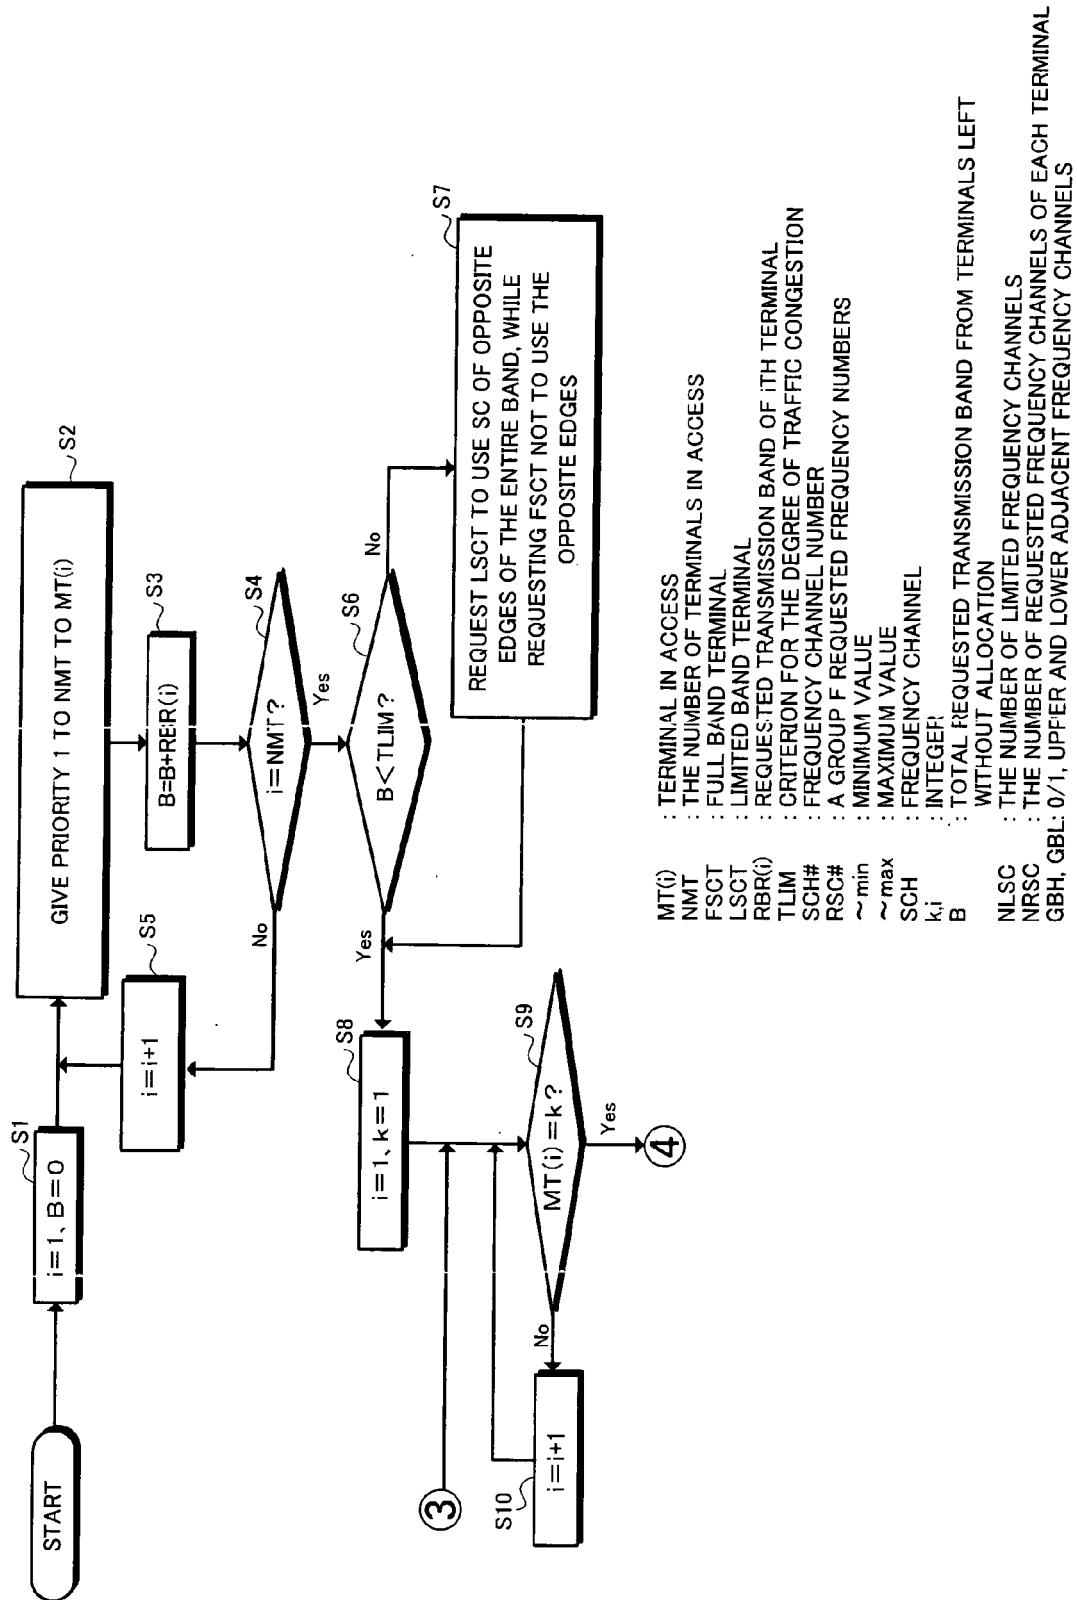 START
S1
i=1、B=0
S2
GIVE PRIORITY 1 TO NMT TO MT(i)
S3
B=B+RBR(i)
S4
i=NMT?
No
Yes
S5
i=i+1
S6
B<TLIM?
No
Yes
S7
REQUEST LSCT TO USE SC OF OPPOSITE
EDGES OF THE ENTIRE BAND, WHILE
REQUESTING FSCT NOT TO USE THE
OPPOSITE EDGES
S8
i=1、k=1
3
S9
MT(i)=k?
No
Yes
S10
i=i+1
4
MT(i) : TERMINAL IN ACCESS
NMT : THE NUMBER OF TERMINALS IN ACCESS
FSCT : FULL BAND TERMINAL
LSCT : LIMITED BAND TERMINAL
RBR(i) : REQUESTED TRANSMISSION BAND OF iTH TERMINAL
TLIM : CRITERION FOR THE DEGREE OF TRAFFIC CONGESTION
SCH# : FREQUENCY CHANNEL NUMBER
RSC# : A GROUP F REQUESTED FREQUENCY NUMBERS
~min : MINIMUM VALUE
~max : MAXIMUM VALUE
SCH : FREQUENCY CHANNEL
k,i : INTEGER
B : TOTAL REQUESTED TRANSMISSION BAND FROM TERMINALS LEFT
WITHOUT ALLOCATION
NLSC : THE NUMBER OF LIMITED FREQUENCY CHANNELS
NRSC : THE NUMBER OF REQUESTED FREQUENCY CHANNELS OF EACH TERMINAL
GBH, GBL: 0/1, UPPER AND LOWER ADJACENT FREQUENCY CHANNELS